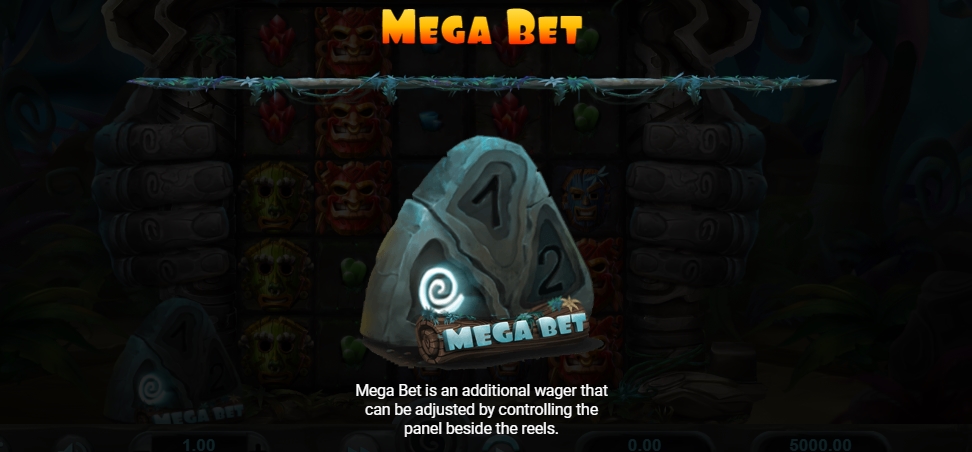 MEGA BET
1
2
MEGA BET
Mega Bet is an additional wager that
can be adjusted by controlling the
panel beside the reels.
MEGA BET
1.00
0.00
5000.00